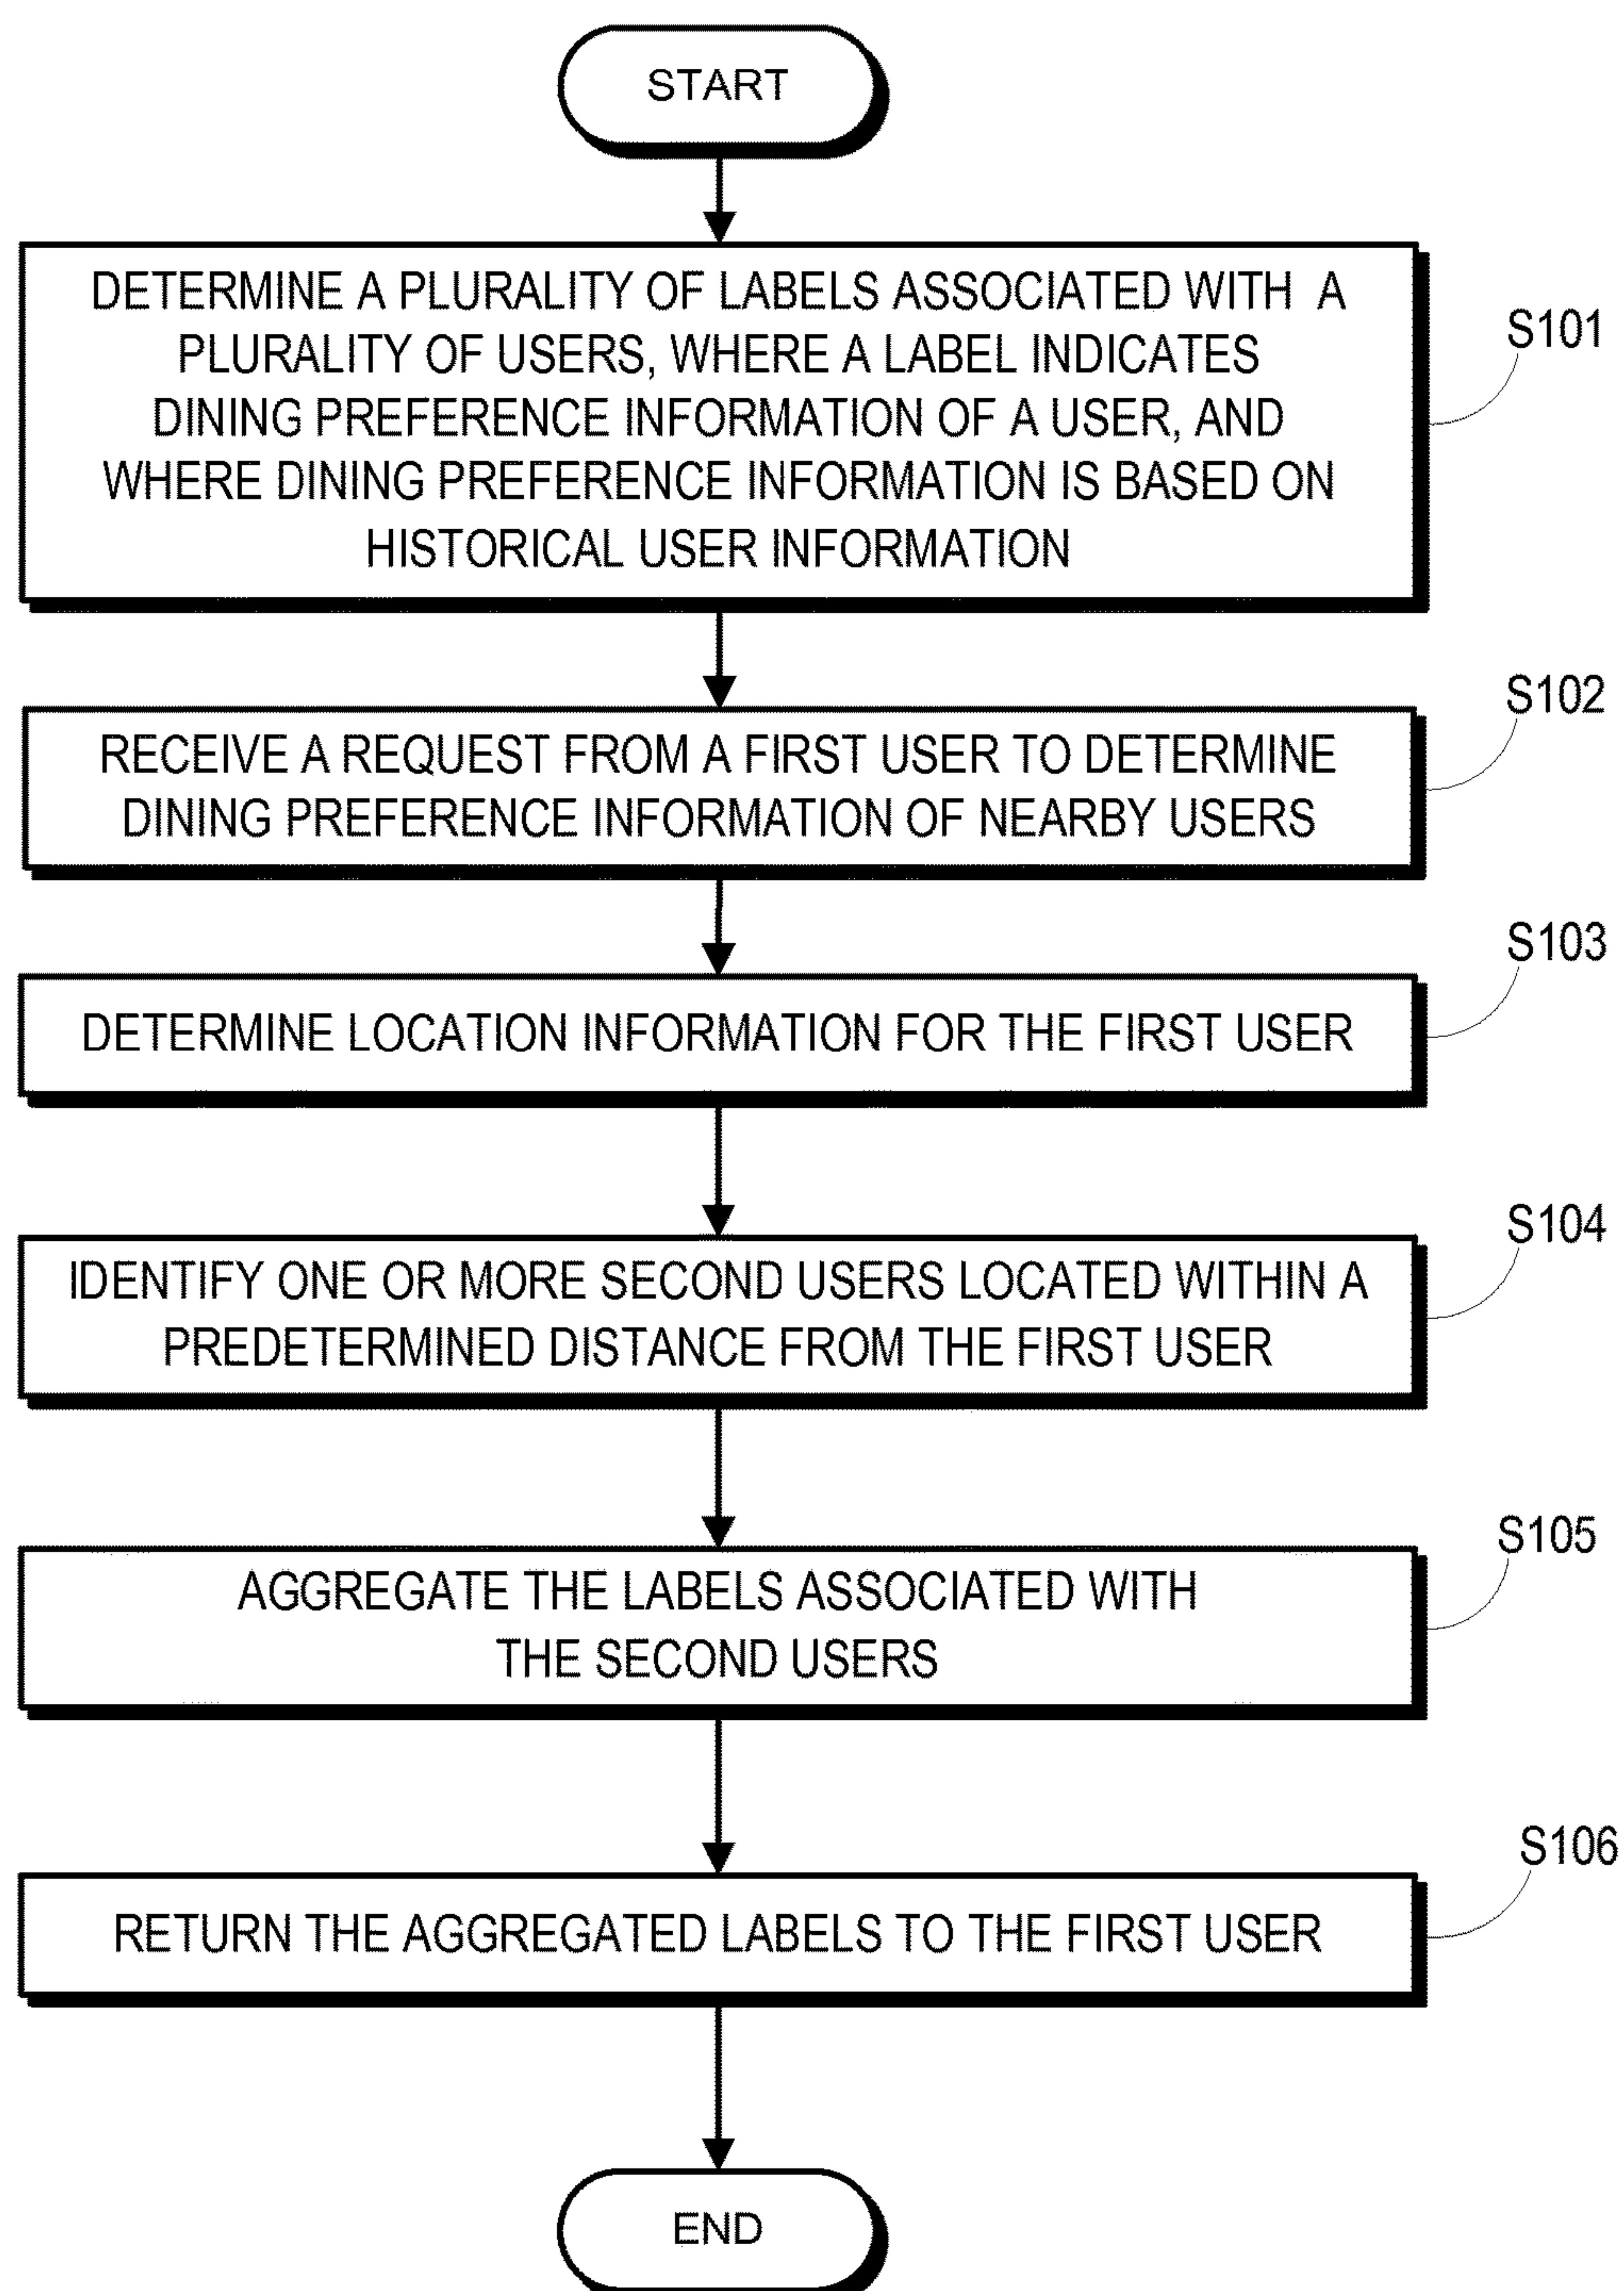 START
DETERMINE A PLURALITY OF LABELS ASSOCIATED WITH A
PLURALITY OF USERS, WHERE A LABEL INDICATES
DINING PREFERENCE INFORMATION OF A USER, AND
WHERE DINING PREFERENCE INFORMATION IS BASED ON
HISTORICAL USER INFORMATION
S101
RECEIVE A REQUEST FROM A FIRST USER TO DETERMINE
DINING PREFERENCE INFORMATION OF NEARBY USERS
S102
DETERMINE LOCATION INFORMATION FOR THE FIRST USER
S103
IDENTIFY ONE OR MORE SECOND USERS LOCATED WITHIN A
PREDETERMINED DISTANCE FROM THE FIRST USER
S104
AGGREGATE THE LABELS ASSOCIATED WITH
THE SECOND USERS
S105
RETURN THE AGGREGATED LABELS TO THE FIRST USER
S106
END